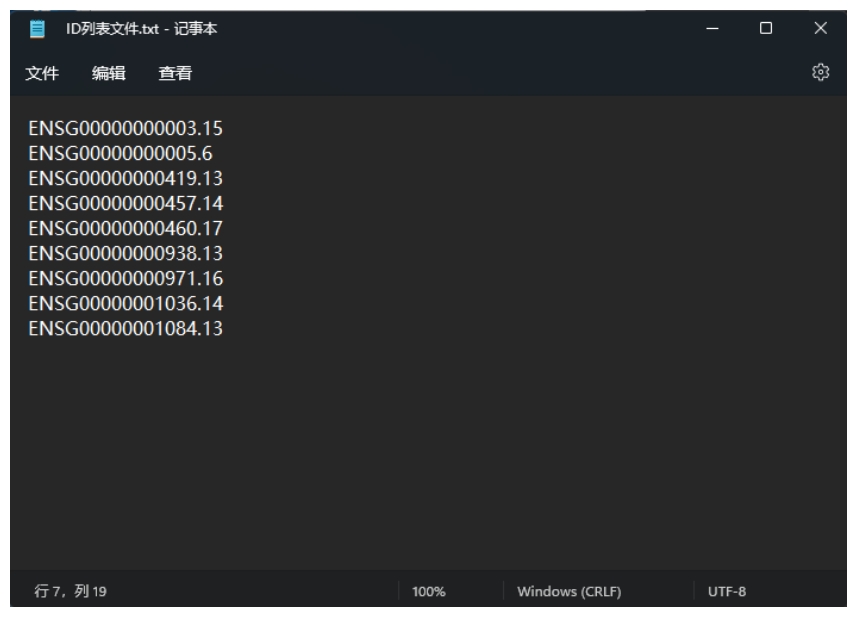 ID列表文件.txt - 记事本
文件 编辑 查看
ENSG00000000003.15
ENSG00000000005.6
ENSG00000000419.13
ENSG00000000457.14
ENSG00000000460.17
ENSG00000000938.13
ENSG00000000971.16
ENSG00000001036.14
ENSG00000001084.13
行 7，列 19 100% Windows (CRLF) UTF-8